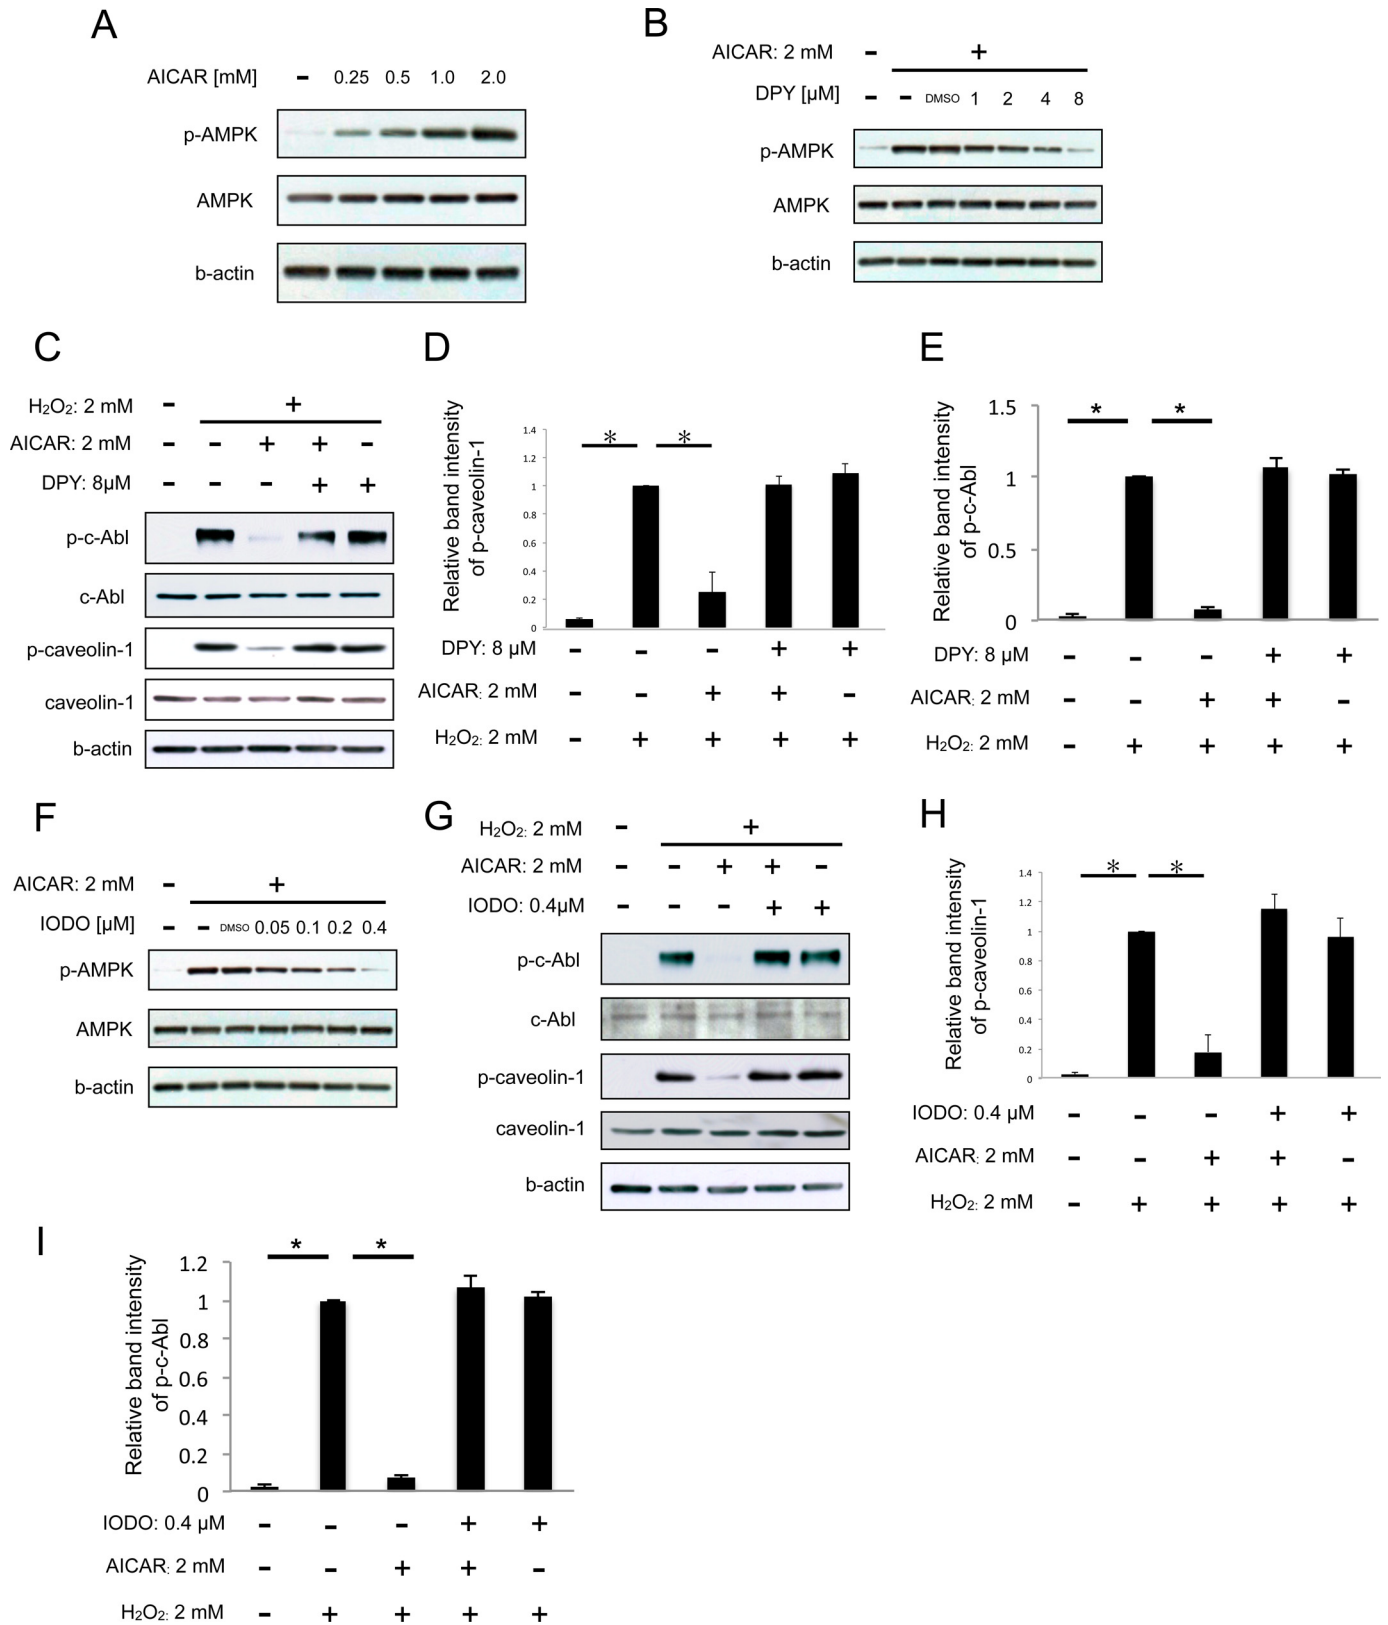 A
AICAR [mM] – 0.25 0.5 1.0 2.0
p-AMPK
AMPK
b-actin
B
AICAR: 2 mM – +
DPY [µM] – – DMSO 1 2 4 8
p-AMPK
AMPK
b-actin
C
H₂O₂: 2 mM – +
AICAR: 2 mM – – + + –
DPY: 8µM – – – + +
p-c-Abl
c-Abl
p-caveolin-1
caveolin-1
b-actin
D
Relative band intensity
of p-caveolin-1
* *
1.4
1.2
1
0.8
0.6
0.4
0.2
0
DPY: 8 µM – – – + +
AICAR: 2 mM – – + + –
H₂O₂: 2 mM – + + + +
E
Relative band intensity
of p-c-Abl
* *
1.5
1
0.5
0
DPY: 8 µM – – – + +
AICAR: 2 mM – – + + –
H₂O₂: 2 mM – + + + +
F
AICAR: 2 mM – +
IODO [µM] – – DMSO 0.05 0.1 0.2 0.4
p-AMPK
AMPK
b-actin
G
H₂O₂: 2 mM – +
AICAR: 2 mM – – + + –
IODO: 0.4µM – – – + +
p-c-Abl
c-Abl
p-caveolin-1
caveolin-1
b-actin
H
Relative band intensity
of p-caveolin-1
* *
1.4
1.2
1
0.8
0.6
0.4
0.2
0
IODO: 0.4 µM – – – + +
AICAR: 2 mM – – + + –
H₂O₂: 2 mM – + + + +
I
Relative band intensity
of p-c-Abl
* *
1.2
1
0.8
0.6
0.4
0.2
0
IODO: 0.4 µM – – – + +
AICAR: 2 mM – – + + –
H₂O₂: 2 mM – + + + +